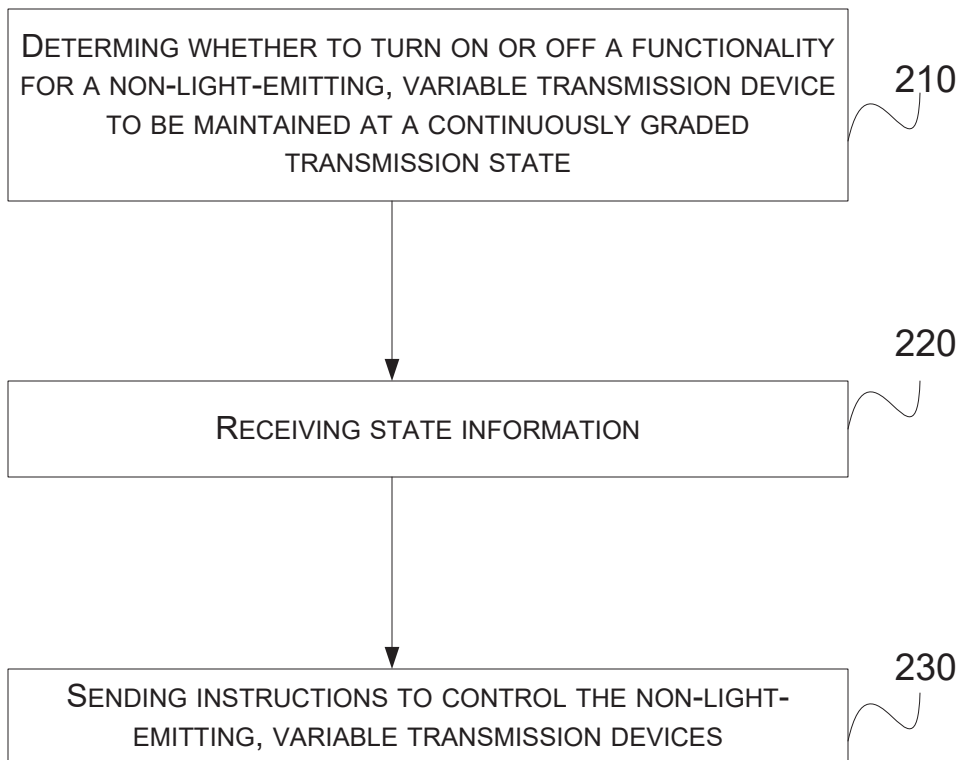 DETERMING WHETHER TO TURN ON OR OFF A FUNCTIONALITY
FOR A NON-LIGHT-EMITTING, VARIABLE TRANSMISSION DEVICE
TO BE MAINTAINED AT A CONTINUOUSLY GRADED
TRANSMISSION STATE
210
220
RECEIVING STATE INFORMATION
230
SENDING INSTRUCTIONS TO CONTROL THE NON-LIGHT-
EMITTING, VARIABLE TRANSMISSION DEVICES